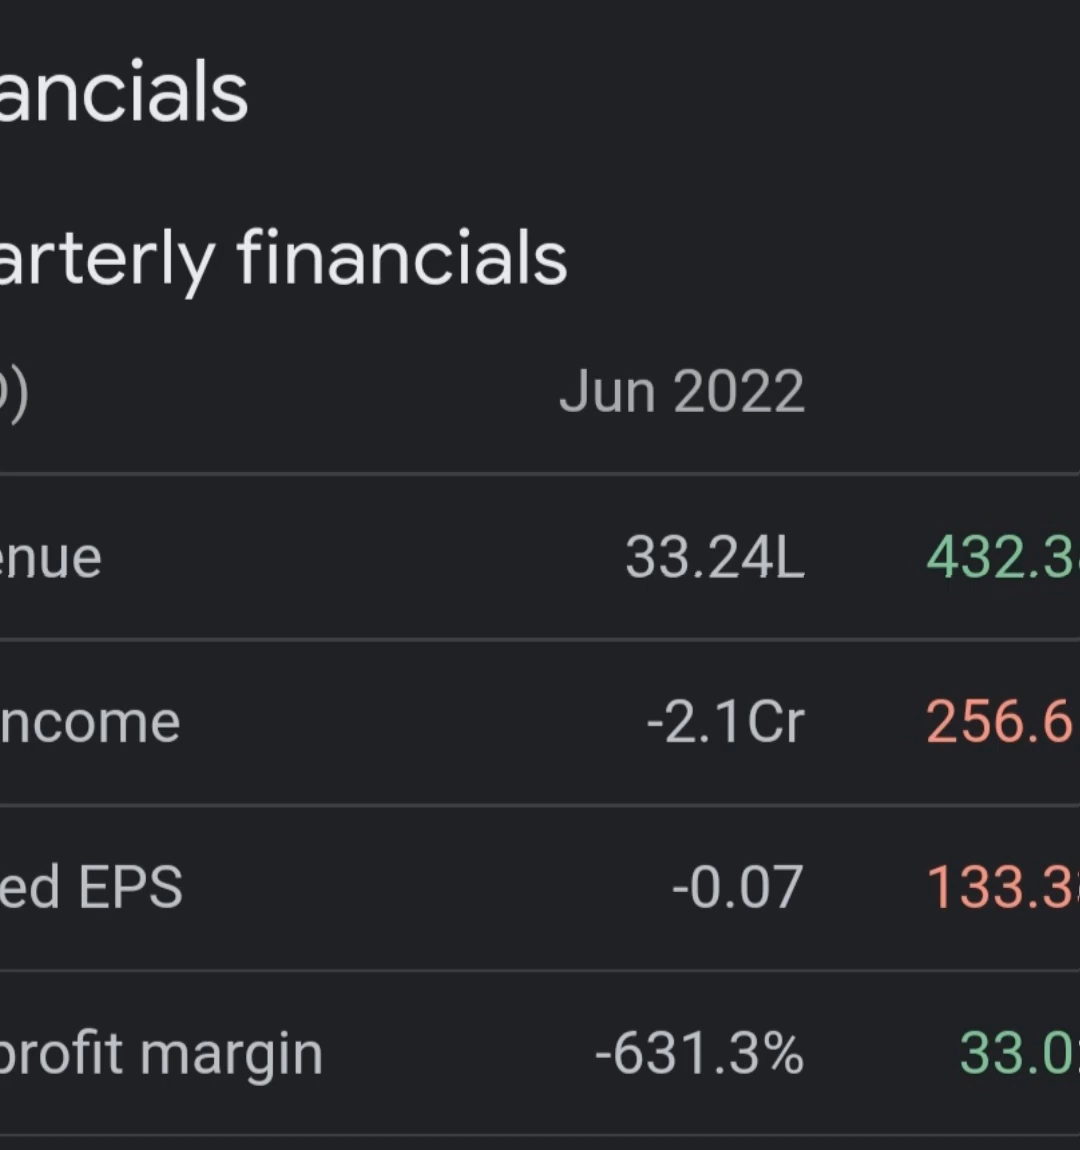 ancials
arterly financials
) Jun 2022
enue 33.24L 432.3
ncome -2.1Cr 256.6
ed EPS -0.07 133.3
profit margin -631.3% 33.0